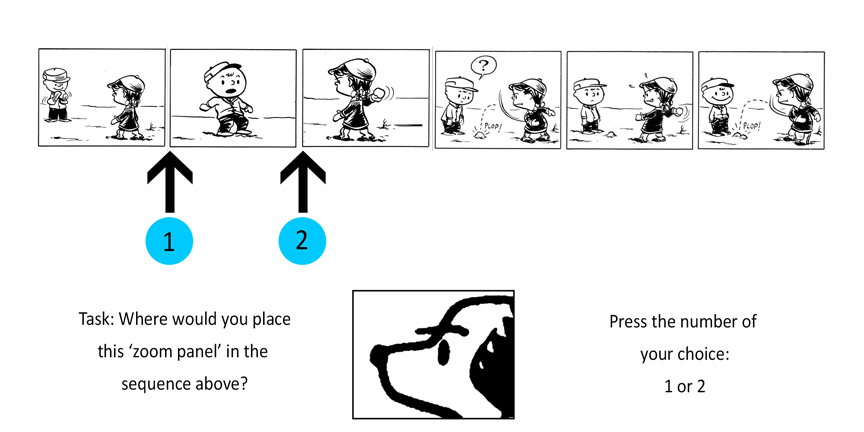 ?
PLOP!
PLOP!
1
2
Task: Where would you place
this ‘zoom panel’ in the
sequence above?
Press the number of
your choice:
1 or 2